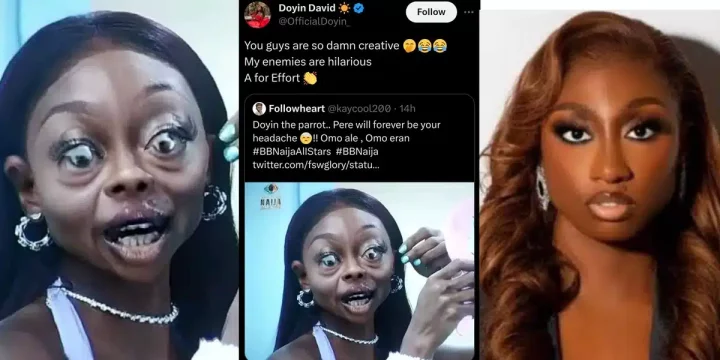 Doyin David ☀️
@OfficialDoyin_
Follow
You guys are so damn creative 🤭😂😂
My enemies are hilarious
A for Effort 👏
Followheart @kaycool200 · 14h
Doyin the parrot.. Pere will forever be your
headache 🤕!! Omo ale , Omo eran
#BBNaijaAllStars #BBNaija
twitter.com/fswglory/statu...
NAIJA